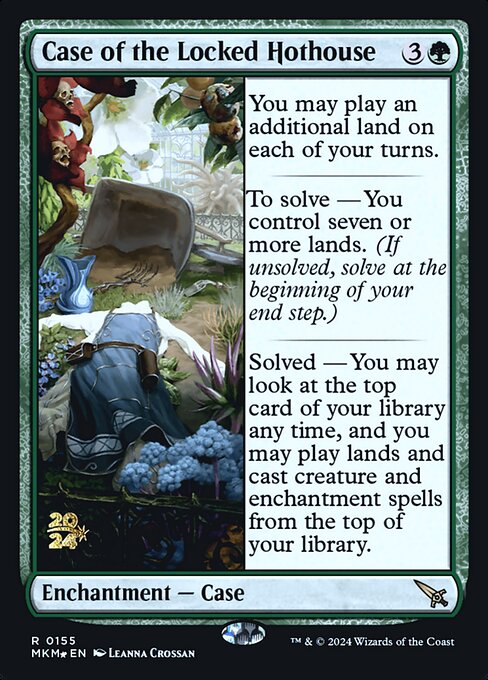 Case of the Locked Hothouse 3
You may play an
additional land on
each of your turns.
To solve — You
control seven or
more lands. (If
unsolved, solve at the
beginning of your
end step.)
Solved — You may
look at the top
card of your library
any time, and you
may play lands and
cast creature and
enchantment spells
from the top of
your library.
2024
Enchantment — Case
R 0155
MKM★EN Leanna Crossan
™ & © 2024 Wizards of the Coast